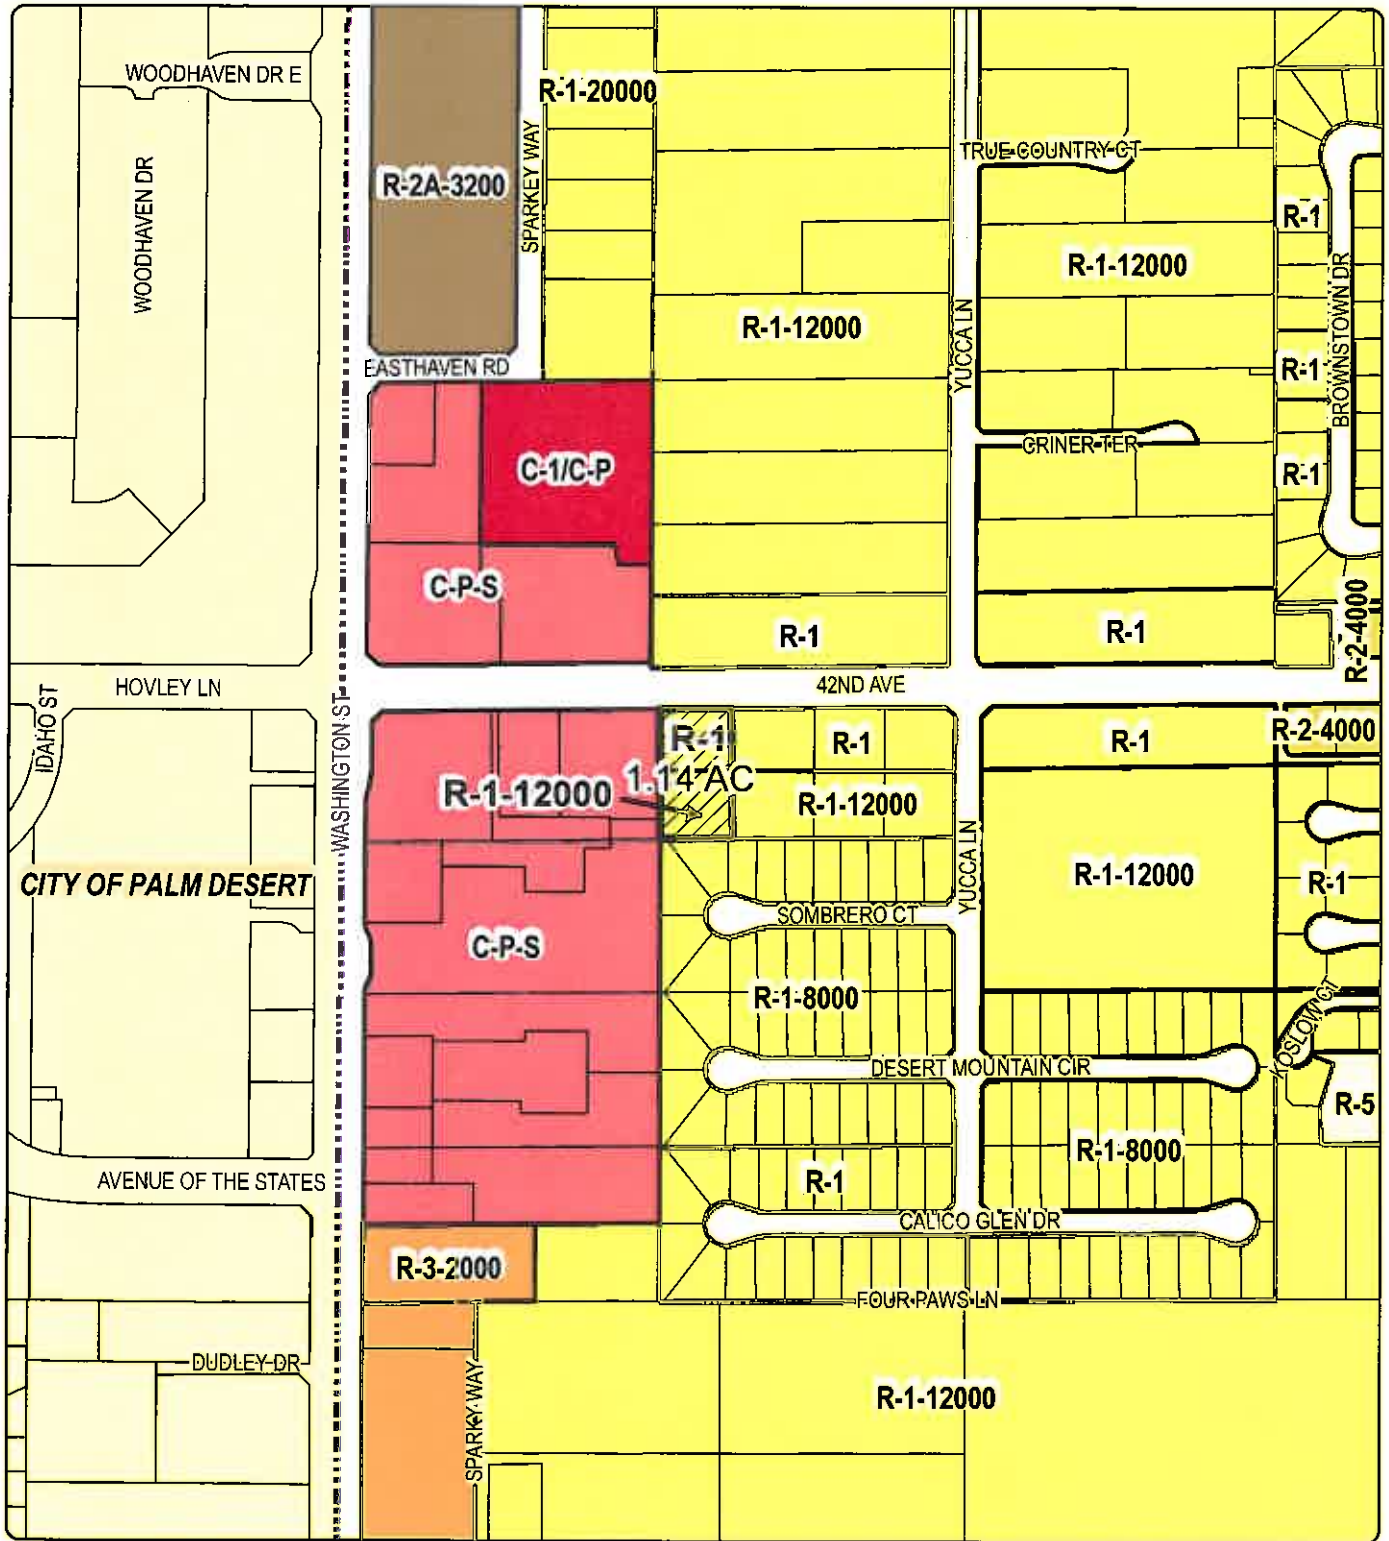 WOODHAVEN DR E
R-1-20000
TRUE COUNTRY CT
WOODHAVEN DR
R-2A-3200
SPARKEY WAY
R-1
R-1-12000
R-1-12000
YUCCA LN
BROWNSTOWN DR
EASTHAVEN RD
R-1
C-1/C-P
GRINER TER
R-1
C-P-S
R-1
R-1
R-2-4000
HOVLEY LN
42ND AVE
IDAHO ST
WASHINGTON ST
R-1
R-1
R-1
R-2-4000
R-1-12000
1.14 AC
R-1-12000
CITY OF PALM DESERT
YUCCA LN
R-1-12000
R-1
SOMBRERO CT
C-P-S
R-1-8000
KOSLOW CT
DESERT MOUNTAIN CIR
R-5
R-1-8000
AVENUE OF THE STATES
R-1
CALICO GLEN DR
R-3-2000
FOUR PAWS LN
DUDLEY DR
SPARKY WAY
R-1-12000